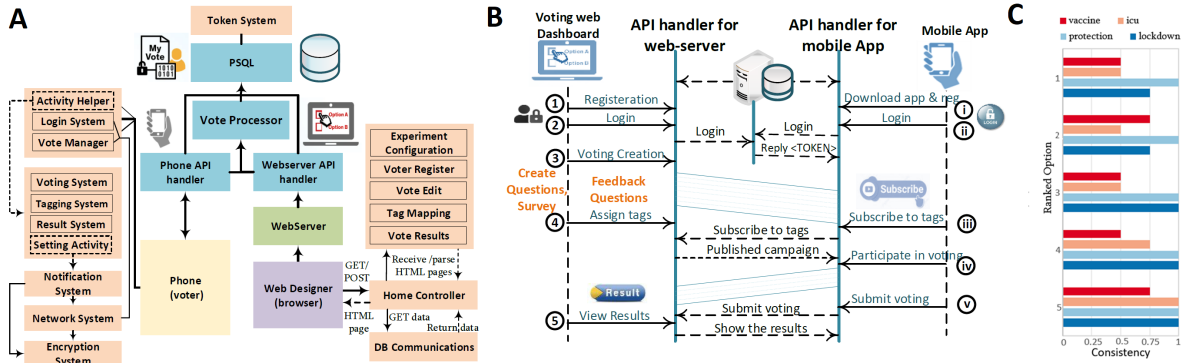 A
Token System
My
Vote
1010
0101
PSQL
Activity Helper
Login System
Vote Manager
Vote Processor
Option A
Option B
Experiment
Configuration
Voter Register
Vote Edit
Tag Mapping
Vote Results
Phone API
handler
Webserver API
handler
Voting System
Tagging System
Result System
Setting Activity
WebServer
Notification
System
Network System
Encryption
System
Phone
(voter)
Web Designer
(browser)
GET/
POST
HTML
page
Receive /parse
HTML pages
Home Controller
GET data
Return data
DB Communications
B
Voting web
Dashboard
Option A
Option B
API handler for
web-server
API handler for
mobile App
Mobile App
1
Registeration
Download app & reg
i
2
Login
Login
ii
LOGIN
Login
Login
Reply <TOKEN>
3
Voting Creation
Create
Questions,
Survey
Feedback
Questions
Subscribe
4
Assign tags
Subscribe to tags
iii
Subscribe to tags
Published campaign
Participate in voting
iv
Result
Submit voting
v
Submit voting
5
View Results
Show the results
C
vaccine
icu
protection
lockdown
Ranked Option
1
2
3
4
5
0
0.25
0.5
0.75
1
Consistency